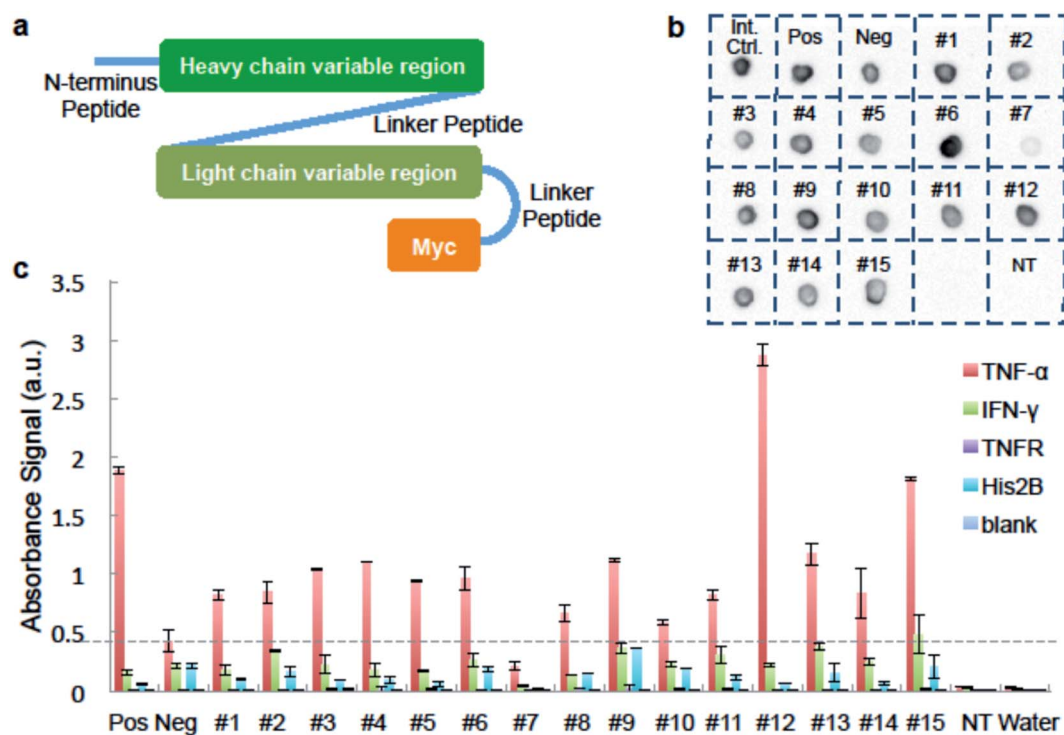 a
Heavy chain variable region
N-terminus
Peptide
Linker Peptide
Light chain variable region
Linker
Peptide
Myc
b
Int.
Ctrl.
Pos
Neg
#1
#2
#3
#4
#5
#6
#7
#8
#9
#10
#11
#12
#13
#14
#15
NT
c
Absorbance Signal (a.u.)
3.5
3
2.5
2
1.5
1
0.5
0
TNF-α
IFN-γ
TNFR
His2B
blank
Pos Neg #1 #2 #3 #4 #5 #6 #7 #8 #9 #10 #11 #12 #13 #14 #15 NT Water